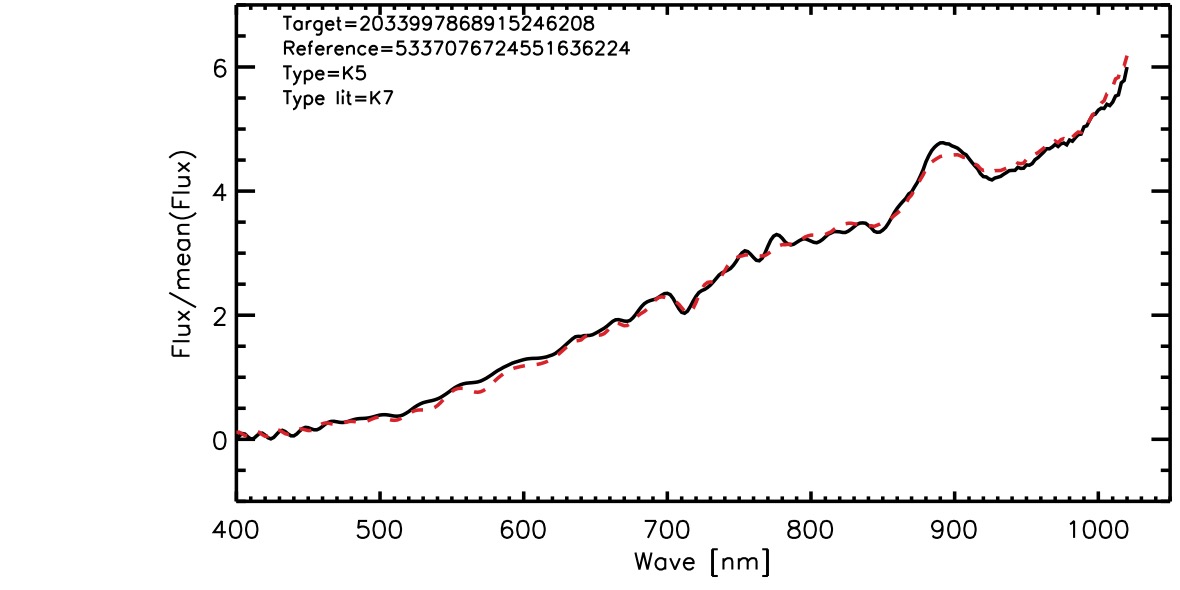 Target=2033997868915246208
Reference=5337076724551636224
Type=K5
Type lit=K7
Flux/mean(Flux)
6
4
2
0
400 500 600 700 800 900 1000
Wave [nm]